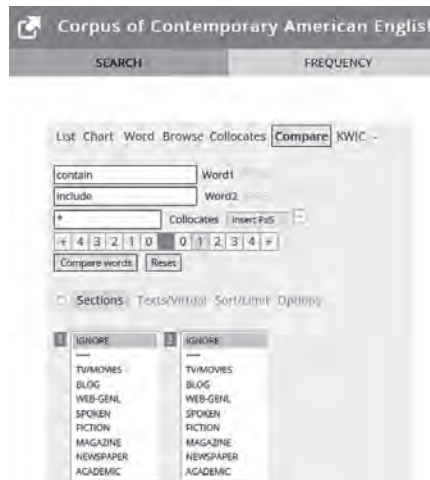 Corpus of Contemporary American English
SEARCH FREQUENCY
List Chart Word Browse Collocates Compare KWIC -
contain Word1
include Word2
* Collocates Insert PoS -
+ 4 3 2 1 0 0 1 2 3 4 +
Compare words Reset
Sections Texts/Virtual Sort/Limit Options
1 IGNORE 2 IGNORE
---- ----
TV/MOVIES TV/MOVIES
BLOG BLOG
WEB-GENL WEB-GENL
SPOKEN SPOKEN
FICTION FICTION
MAGAZINE MAGAZINE
NEWSPAPER NEWSPAPER
ACADEMIC ACADEMIC